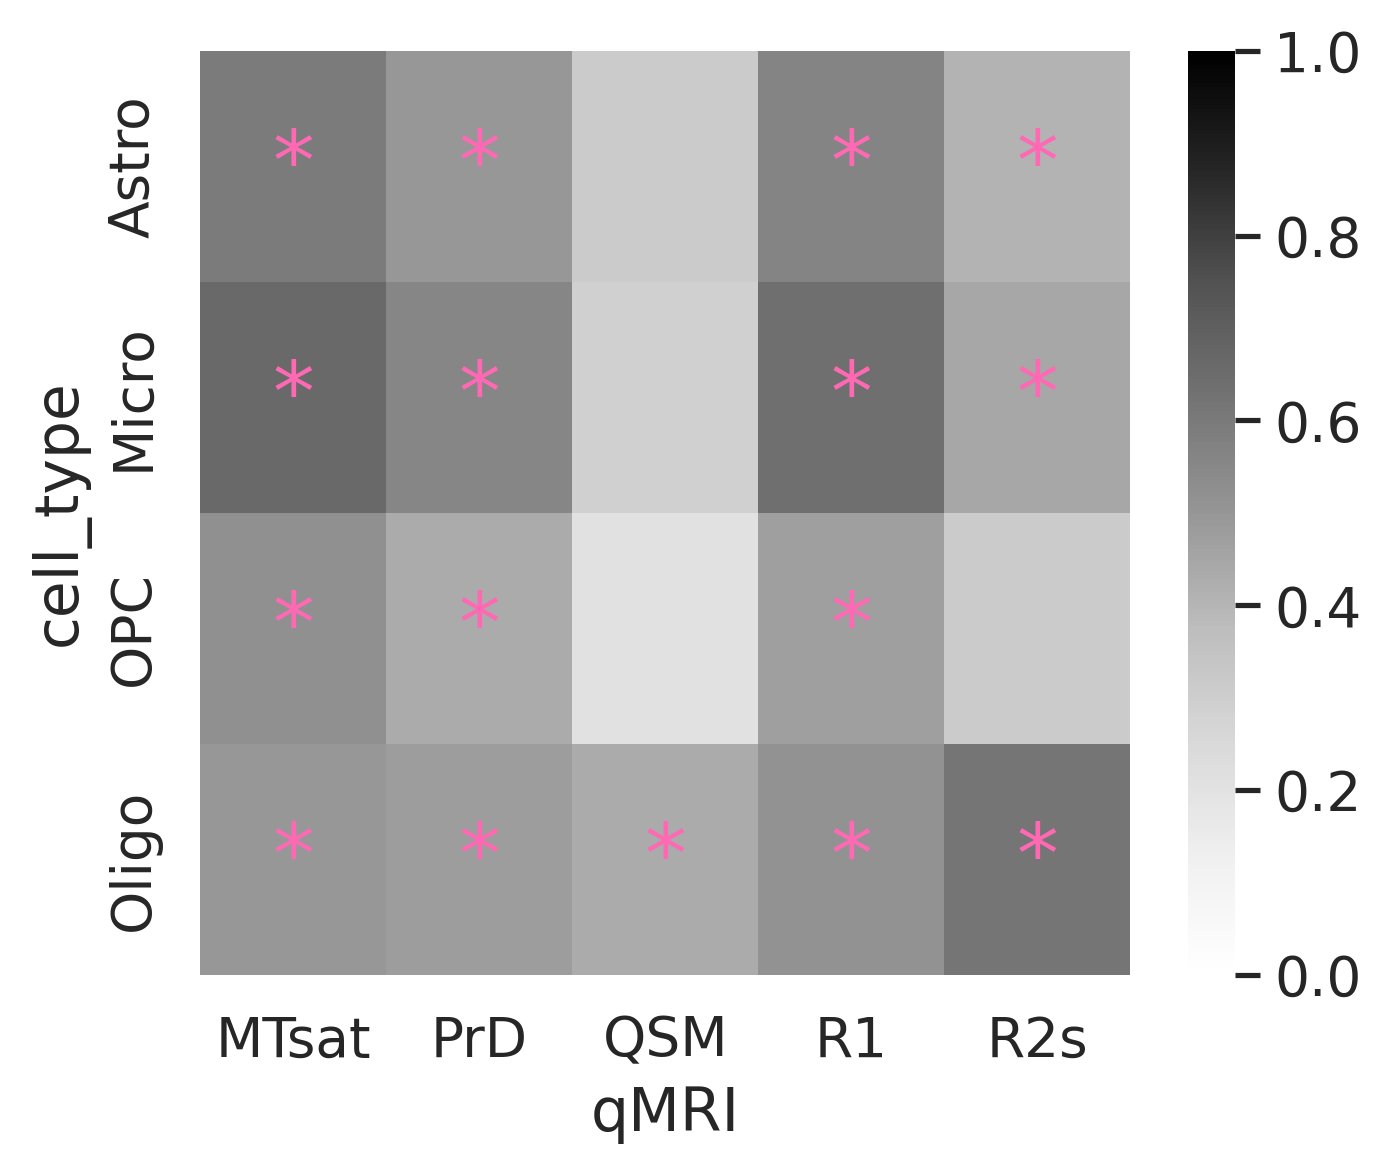 cell_type
Astro
Micro
OPC
Oligo
* * * *
* * * *
* * *
* * * * *
MTsat PrD QSM R1 R2s
qMRI
1.0
0.8
0.6
0.4
0.2
0.0